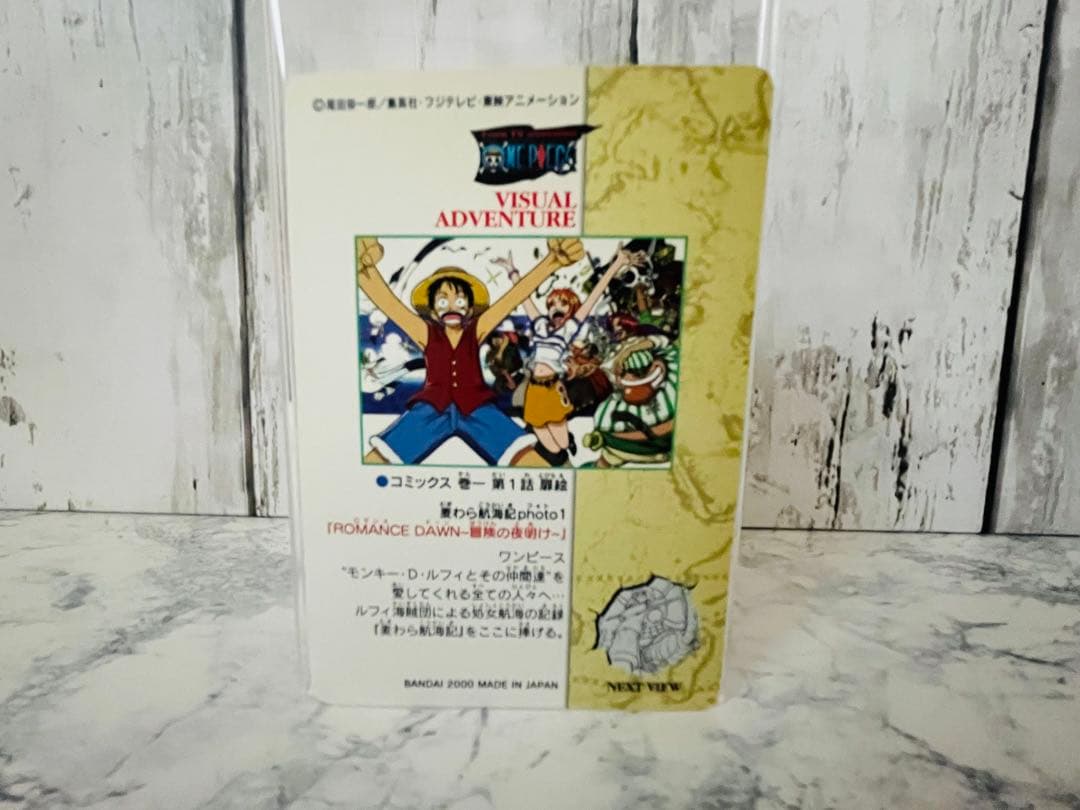 ©尾田栄一郎／集英社・フジテレビ・東映アニメーション
From TV animation
ONE PIECE
VISUAL
ADVENTURE
●コミックス 巻一 第1話 扉絵
麦わら航海記photo1
『ROMANCE DAWN–冒険の夜明け–』
ワンピース
“モンキー・D・ルフィとその仲間達”を
愛してくれる全ての人々へ…
ルフィ海賊団による処女航海の記録
『麦わら航海記』をここに捧げる。
BANDAI 2000 MADE IN JAPAN
NEXT VIEW